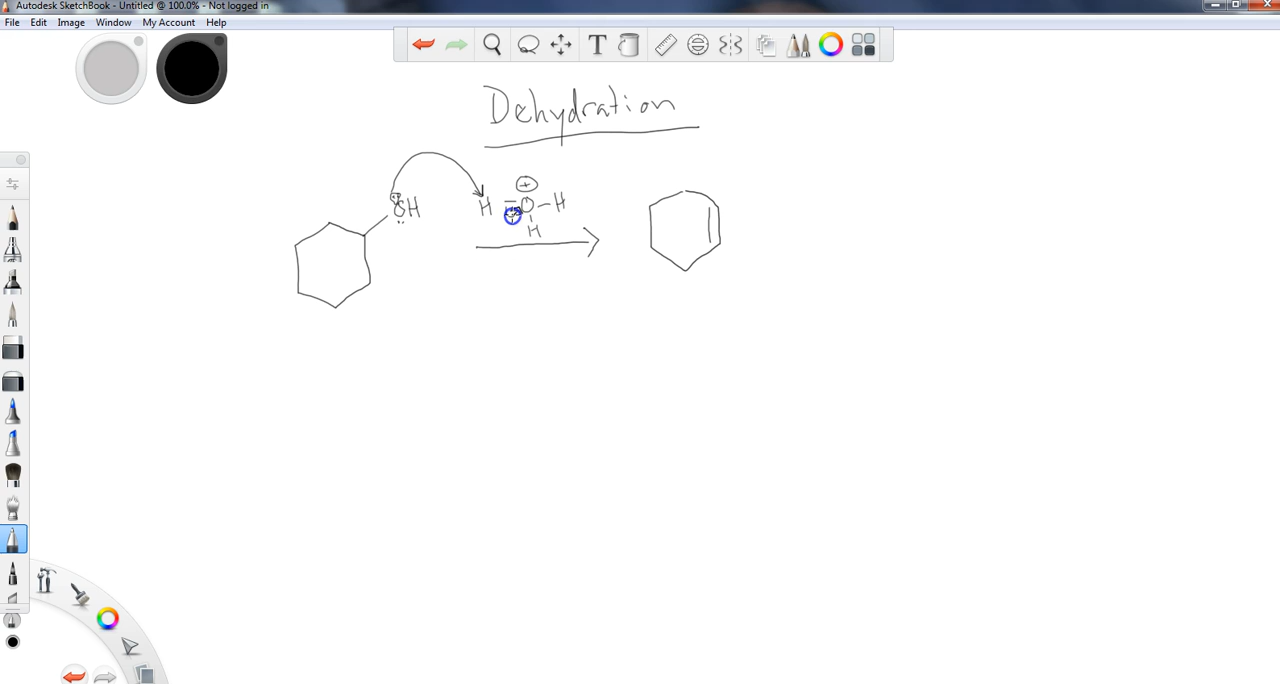 Autodesk SketchBook - Untitled @ 100.0% - Not logged in
File Edit Image Window My Account Help
T
Dehydration
+
OH H - O - H
H